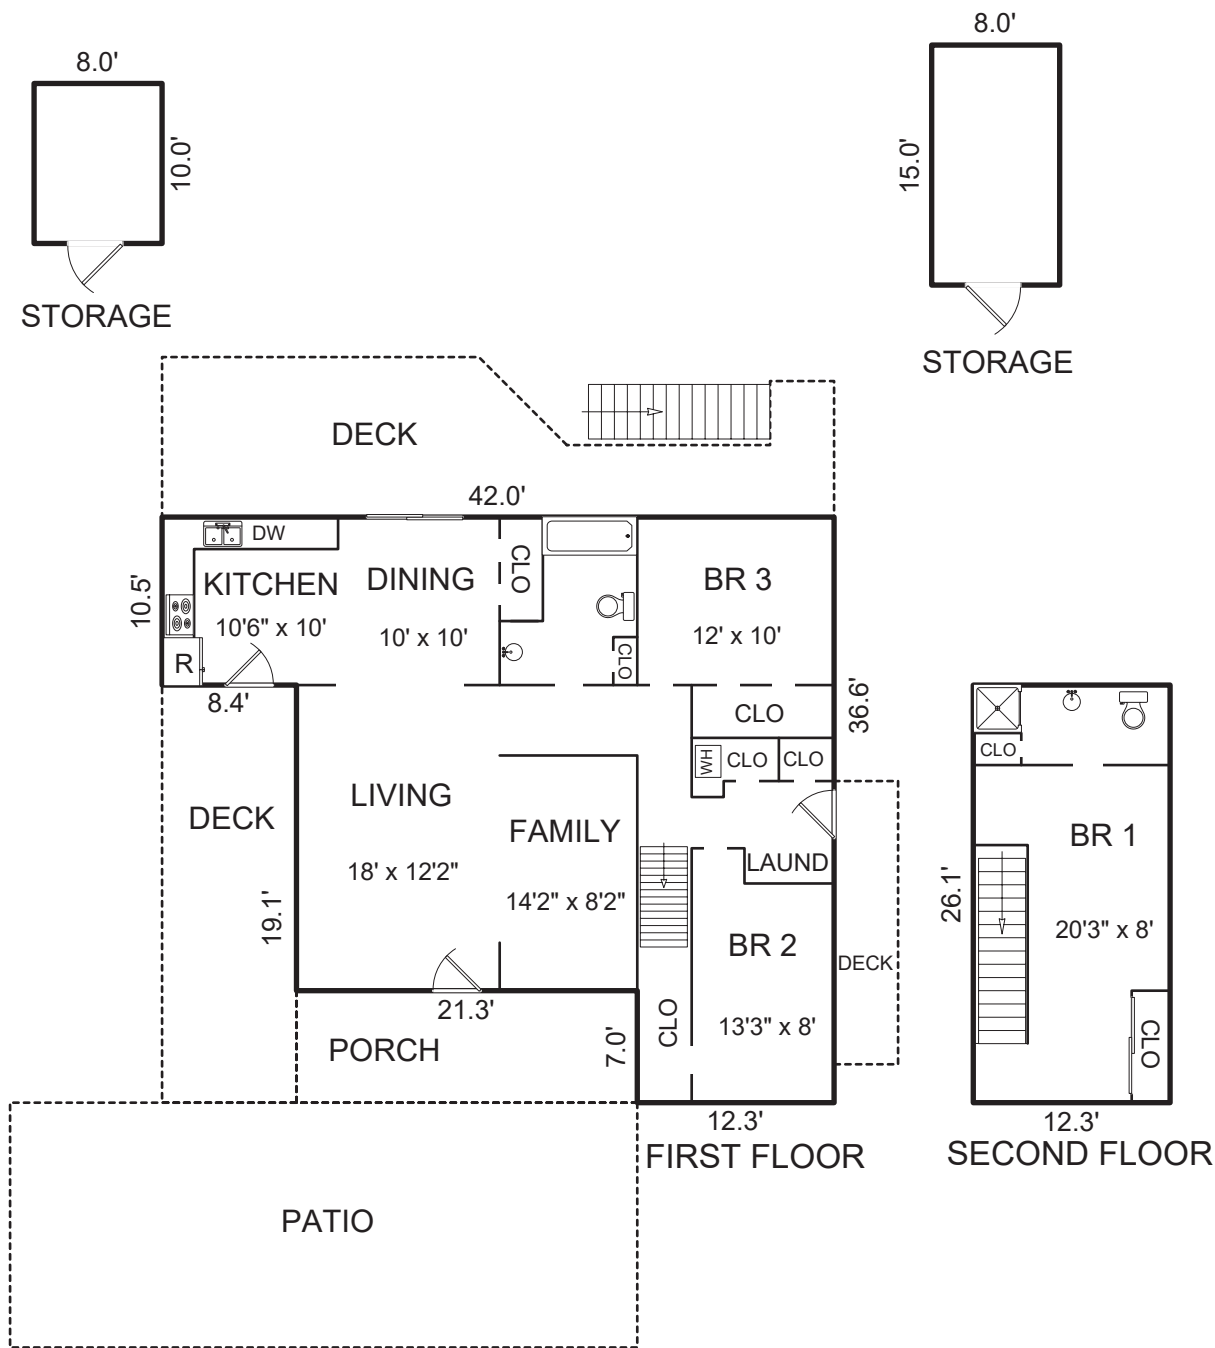 8.0'
10.0'
STORAGE
8.0'
15.0'
STORAGE
DECK
42.0'
DW
KITCHEN
10'6" x 10'
R
10.5'
8.4'
DINING
10' x 10'
CLO
CLO
BR 3
12' x 10'
36.6'
CLO
WH
CLO
CLO
DECK
19.1'
LIVING
18' x 12'2"
FAMILY
14'2" x 8'2"
LAUND
BR 2
13'3" x 8'
DECK
CLO
21.3'
7.0'
PORCH
12.3'
FIRST FLOOR
PATIO
CLO
BR 1
20'3" x 8'
26.1'
CLO
12.3'
SECOND FLOOR